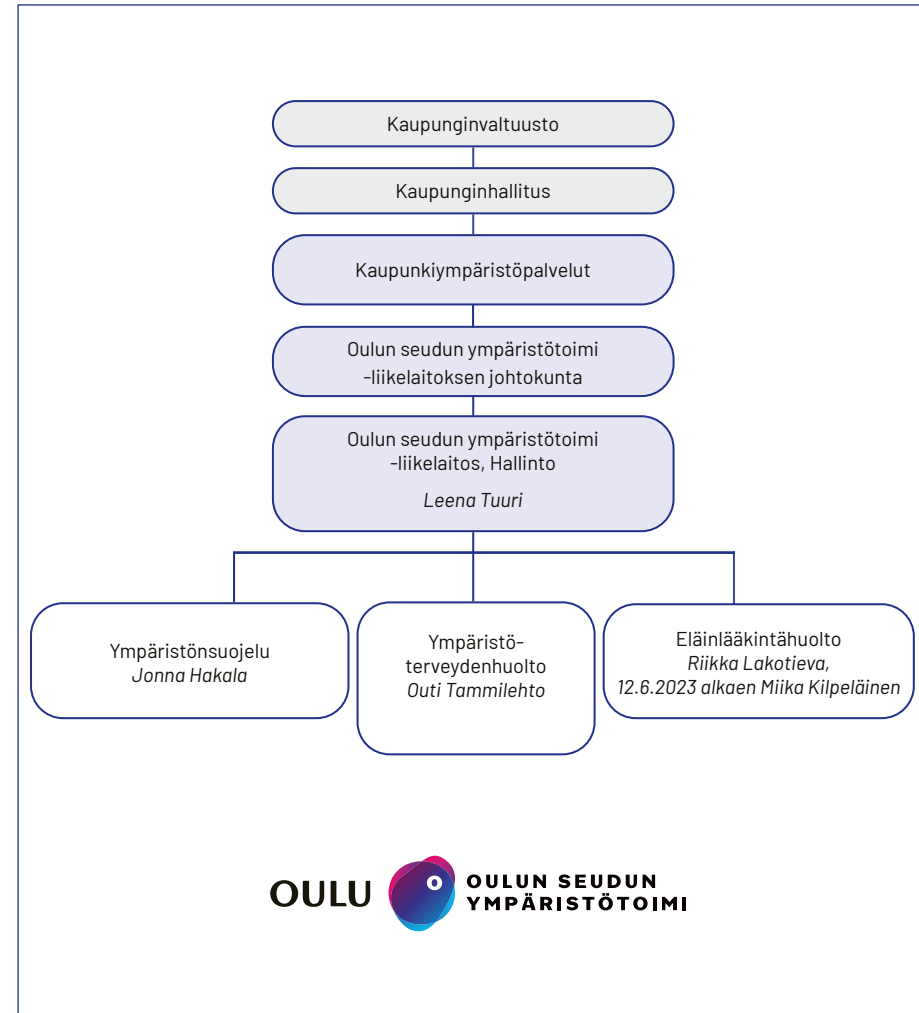 Kaupunginvaltuusto
Kaupunginhallitus
Kaupunkiympäristöpalvelut
Oulun seudun ympäristötoimi
-liikelaitoksen johtokunta
Oulun seudun ympäristötoimi
-liikelaitos, Hallinto
Leena Tuuri
Ympäristönsuojelu
Jonna Hakala
Ympäristö-
terveydenhuolto
Outi Tammilehto
Eläinlääkintähuolto
Riikka Lakotieva,
12.6.2023 alkaen Miika Kilpeläinen
OULU
OULUN SEUDUN
YMPÄRISTÖTOIMI